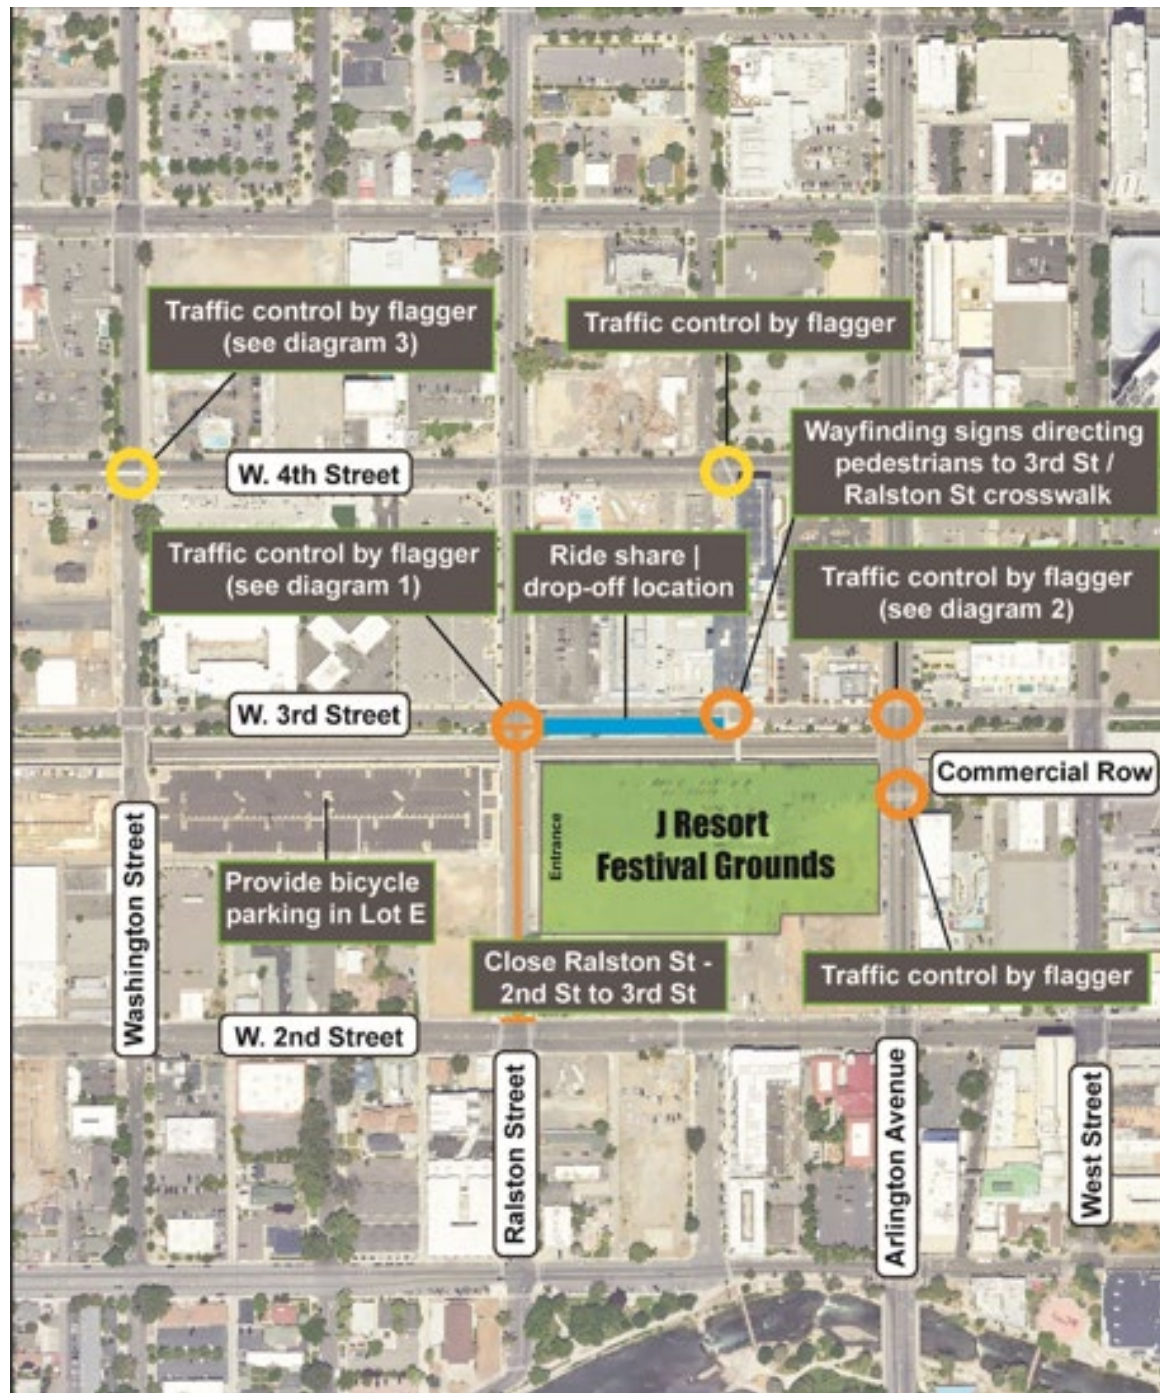 Traffic control by flagger
(see diagram 3)
Traffic control by flagger
Wayfinding signs directing
pedestrians to 3rd St /
Ralston St crosswalk
W. 4th Street
Traffic control by flagger
(see diagram 1)
Ride share |
drop-off location
Traffic control by flagger
(see diagram 2)
W. 3rd Street
Commercial Row
J Resort
Festival Grounds
Entrance
Washington Street
Provide bicycle
parking in Lot E
Close Ralston St -
2nd St to 3rd St
Traffic control by flagger
W. 2nd Street
Ralston Street
Arlington Avenue
West Street